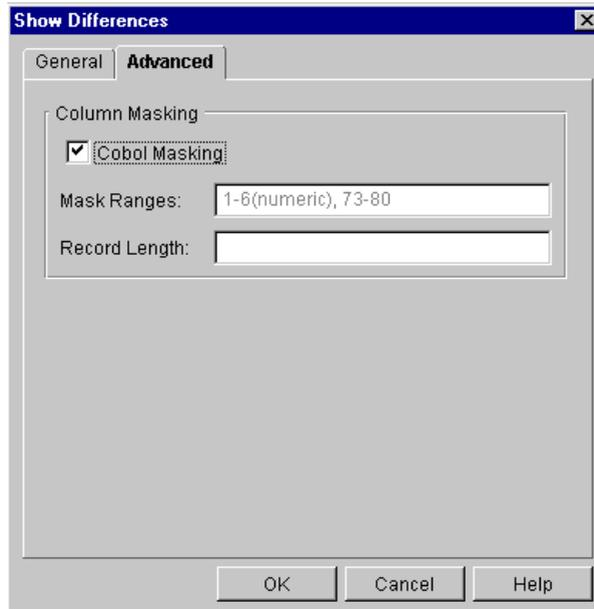 Show Differences
General Advanced
Column Masking
Cobol Masking
Mask Ranges: 1-6(numeric), 73-80
Record Length:
OK Cancel Help